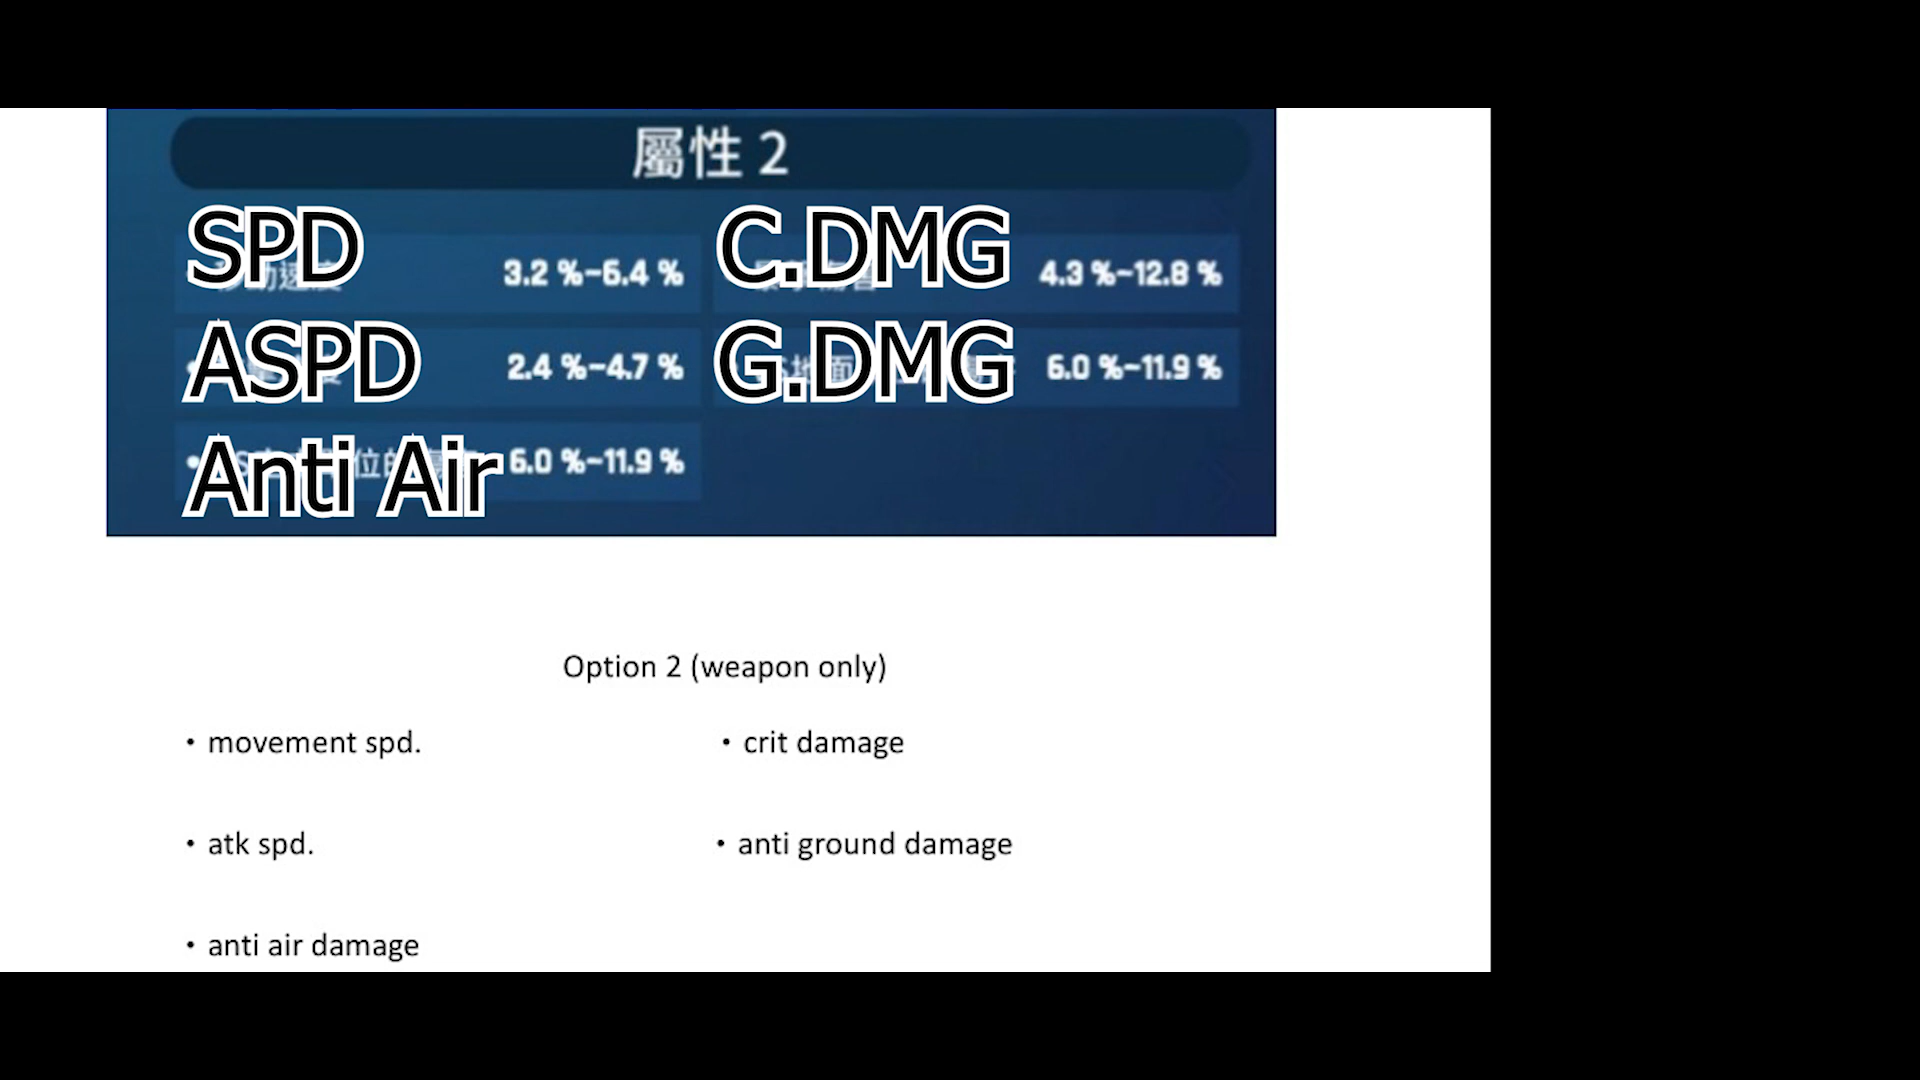 屬性 2
SPD 3.2 %~6.4 % C.DMG 4.3 %~12.8 %
ASPD 2.4 %~4.7 % G.DMG 6.0 %~11.9 %
Anti Air 6.0 %~11.9 %
Option 2 (weapon only)
・movement spd. ・crit damage
・atk spd. ・anti ground damage
・anti air damage